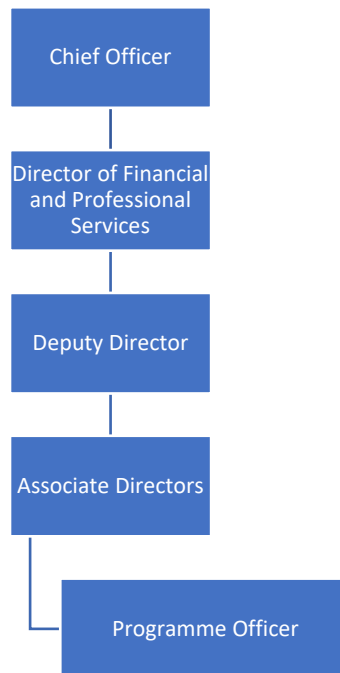 Chief Officer
Director of Financial
and Professional
Services
Deputy Director
Associate Directors
Programme Officer